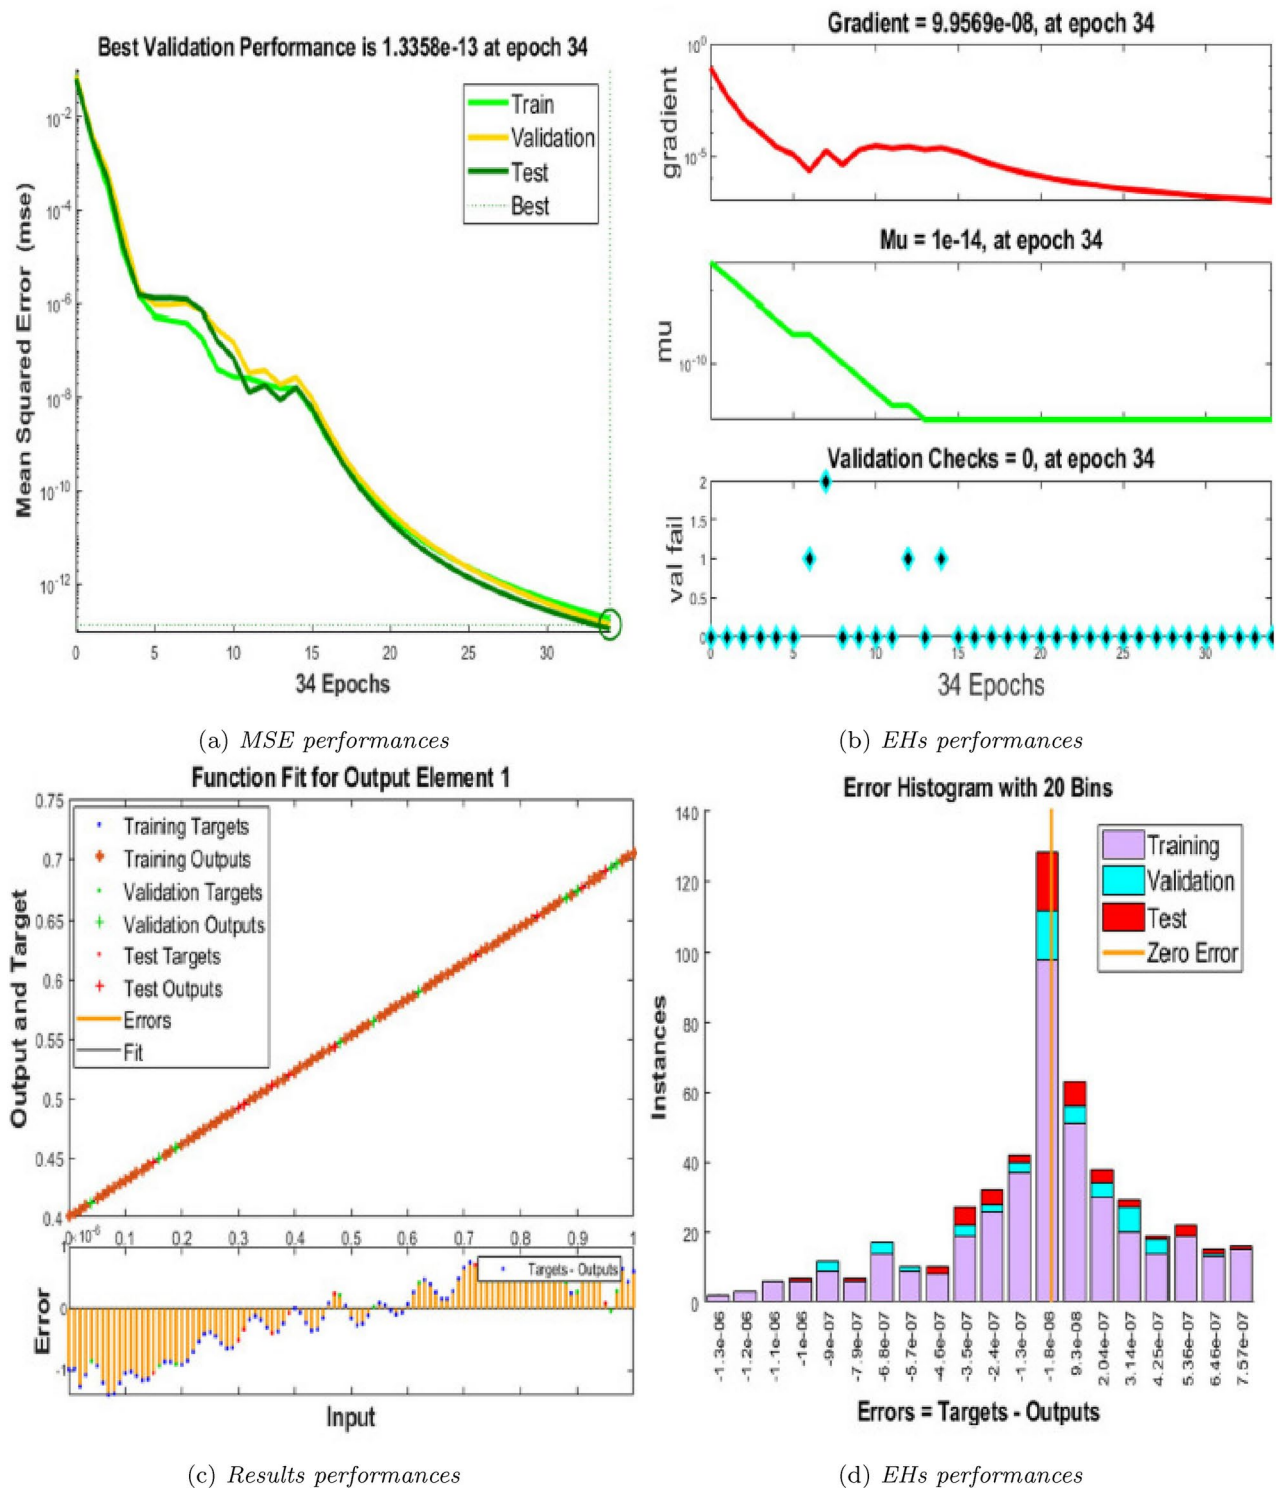 Best Validation Performance is 1.3358e-13 at epoch 34
Train
Validation
Test
Best
Mean Squared Error (mse)
10-2
10-4
10-6
10-8
10-10
10-12
0 5 10 15 20 25 30
34 Epochs
(a) MSE performances
Gradient = 9.9569e-08, at epoch 34
gradient
100
10-5
Mu = 1e-14, at epoch 34
mu
10-10
Validation Checks = 0, at epoch 34
val fail
2
1.5
1
0.5
0
0 5 10 15 20 25 30
34 Epochs
(b) EHs performances
Function Fit for Output Element 1
Output and Target
0.75
0.7
0.65
0.6
0.55
0.5
0.45
0.4
Training Targets
Training Outputs
Validation Targets
Validation Outputs
Test Targets
Test Outputs
Errors
Fit
0 0.1 0.2 0.3 0.4 0.5 0.6 0.7 0.8 0.9 1
×10-6
Targets - Outputs
Error
1
0
-1
Input
(c) Results performances
Error Histogram with 20 Bins
Training
Validation
Test
Zero Error
Instances
140
120
100
80
60
40
20
0
-1.3e-06
-1.2e-06
-1.1e-06
-1e-06
-9e-07
-7.9e-07
-6.8e-07
-5.7e-07
-4.6e-07
-3.5e-07
-2.4e-07
-1.3e-07
-1.8e-08
9.3e-08
2.04e-07
3.14e-07
4.25e-07
5.36e-07
6.46e-07
7.57e-07
Errors = Targets - Outputs
(d) EHs performances